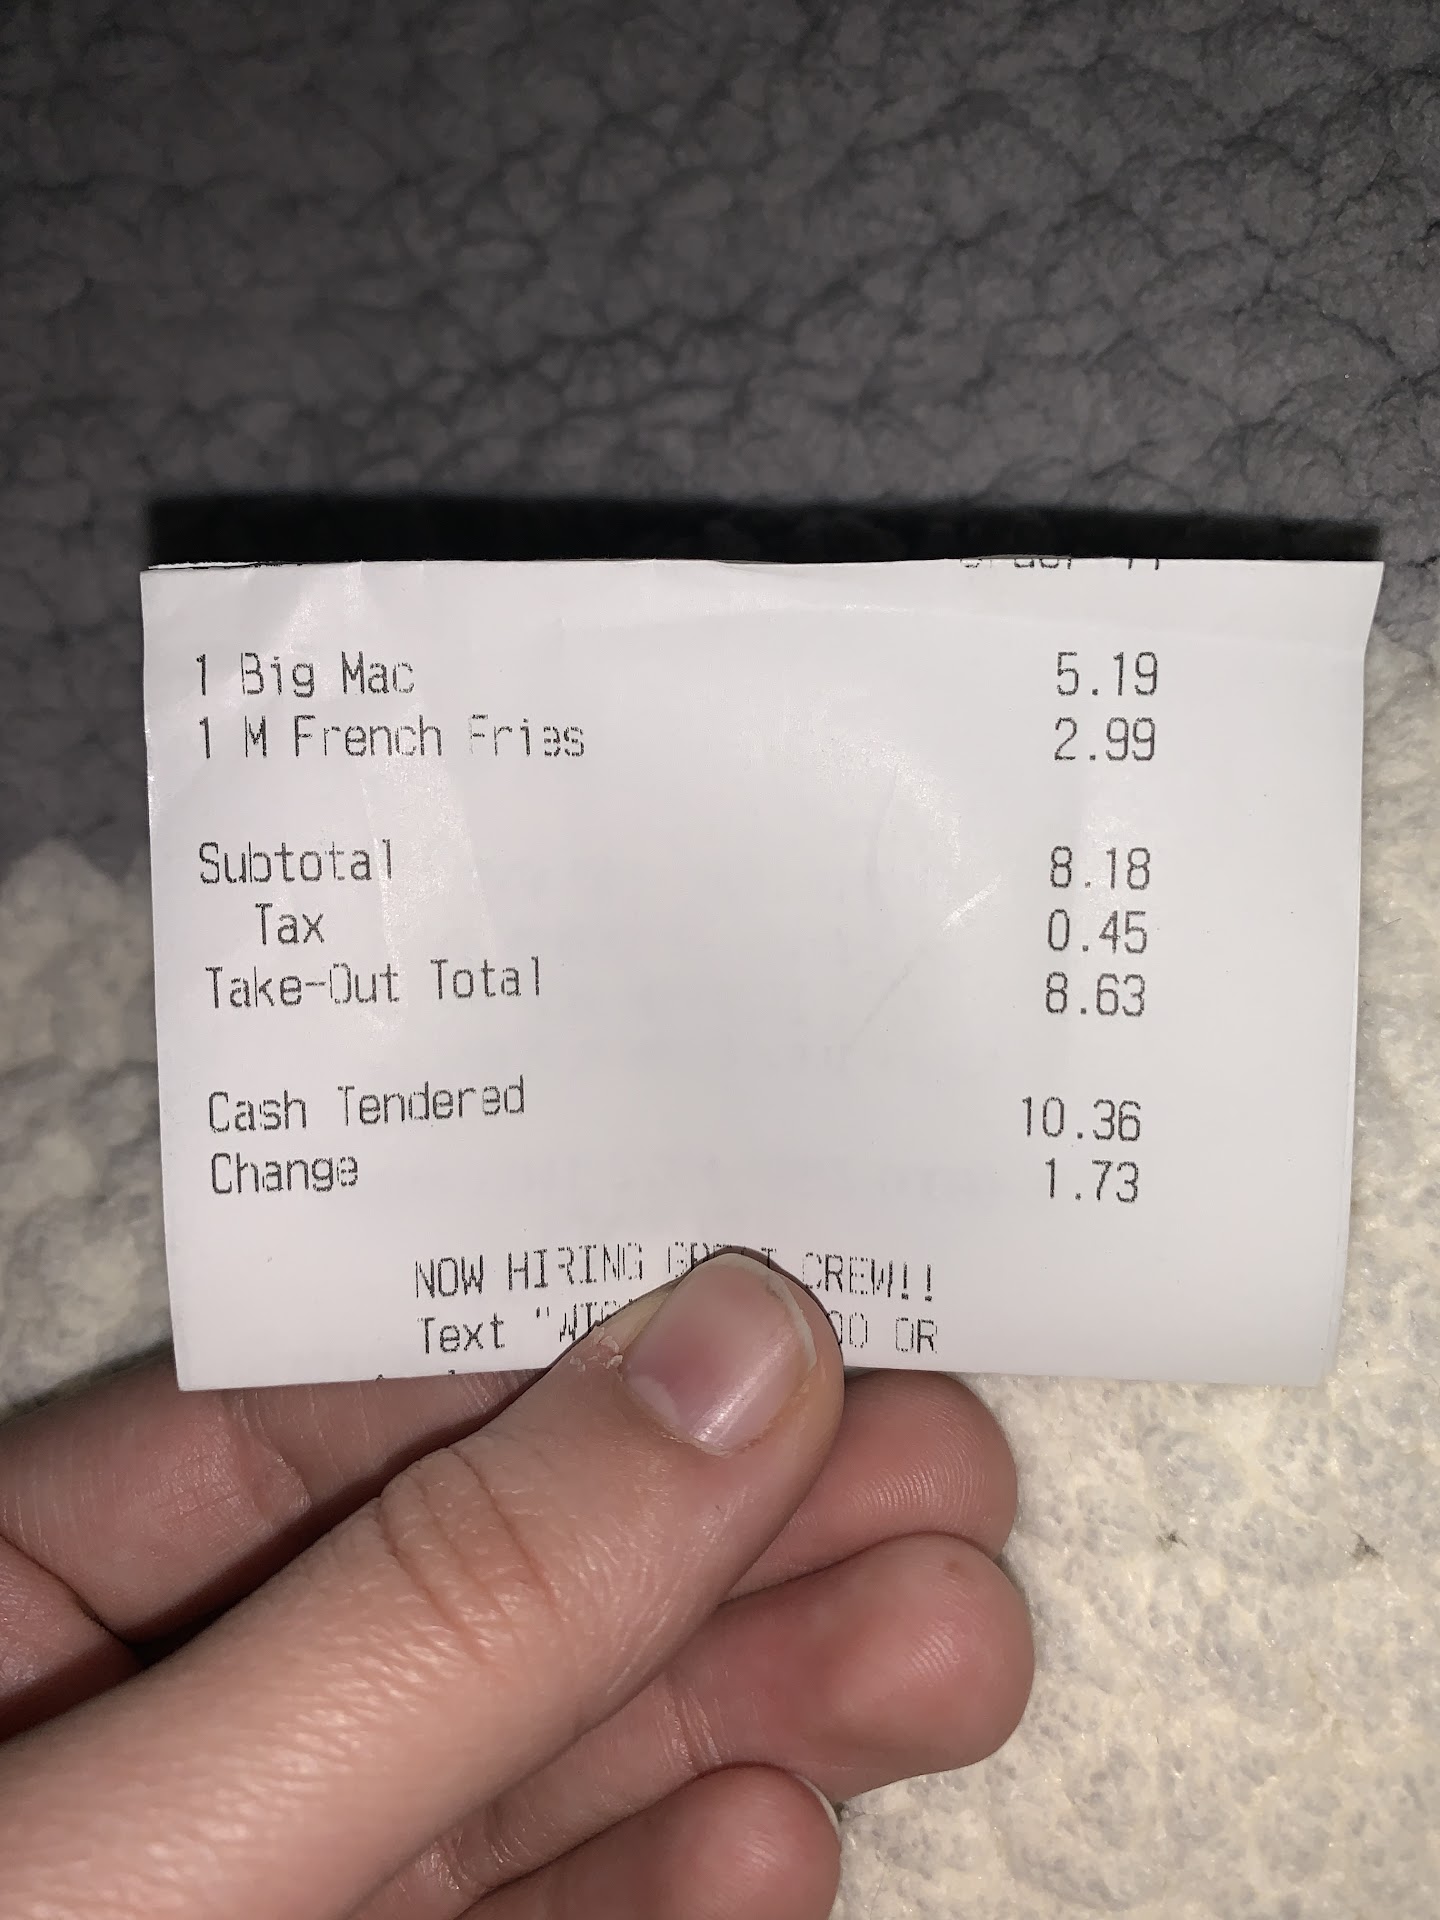 1 Big Mac 5.19
1 M French Fries 2.99
Subtotal 8.18
Tax 0.45
Take-Out Total 8.63
Cash Tendered 10.36
Change 1.73
NOW HIRING GREAT CREW!!
Text OR